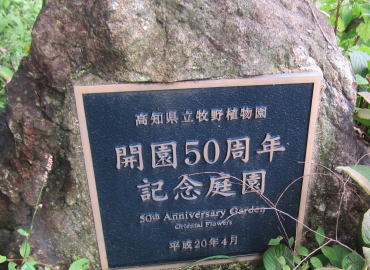 高知県立牧野植物園
開園50周年
記念庭園
50th Anniversary Garden
Oriental Flowers
平成20年4月